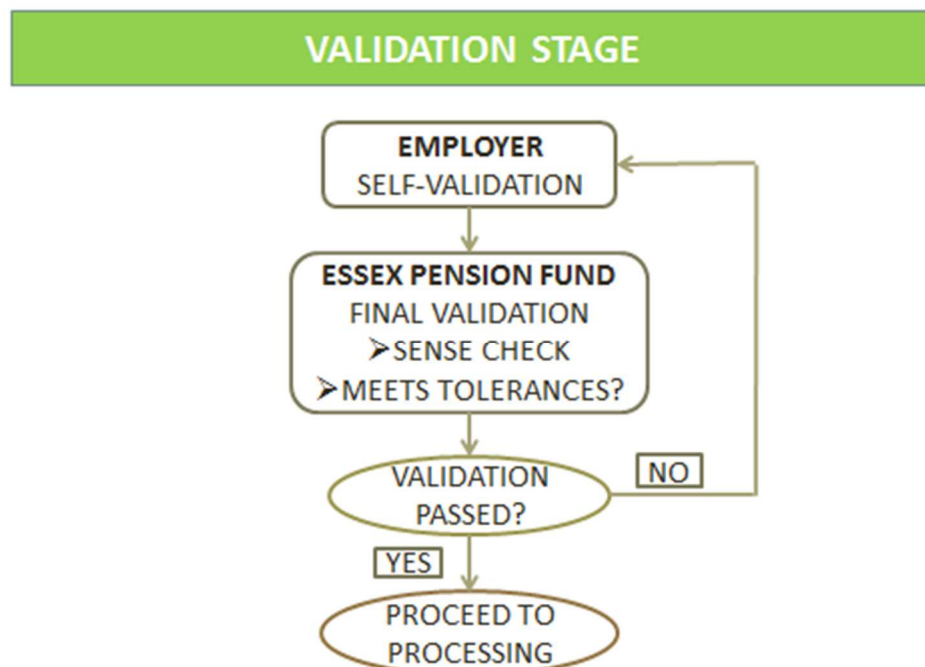 VALIDATION STAGE
EMPLOYER
SELF-VALIDATION
ESSEX PENSION FUND
FINAL VALIDATION
➢SENSE CHECK
➢MEETS TOLERANCES?
VALIDATION
PASSED?
NO
YES
PROCEED TO
PROCESSING